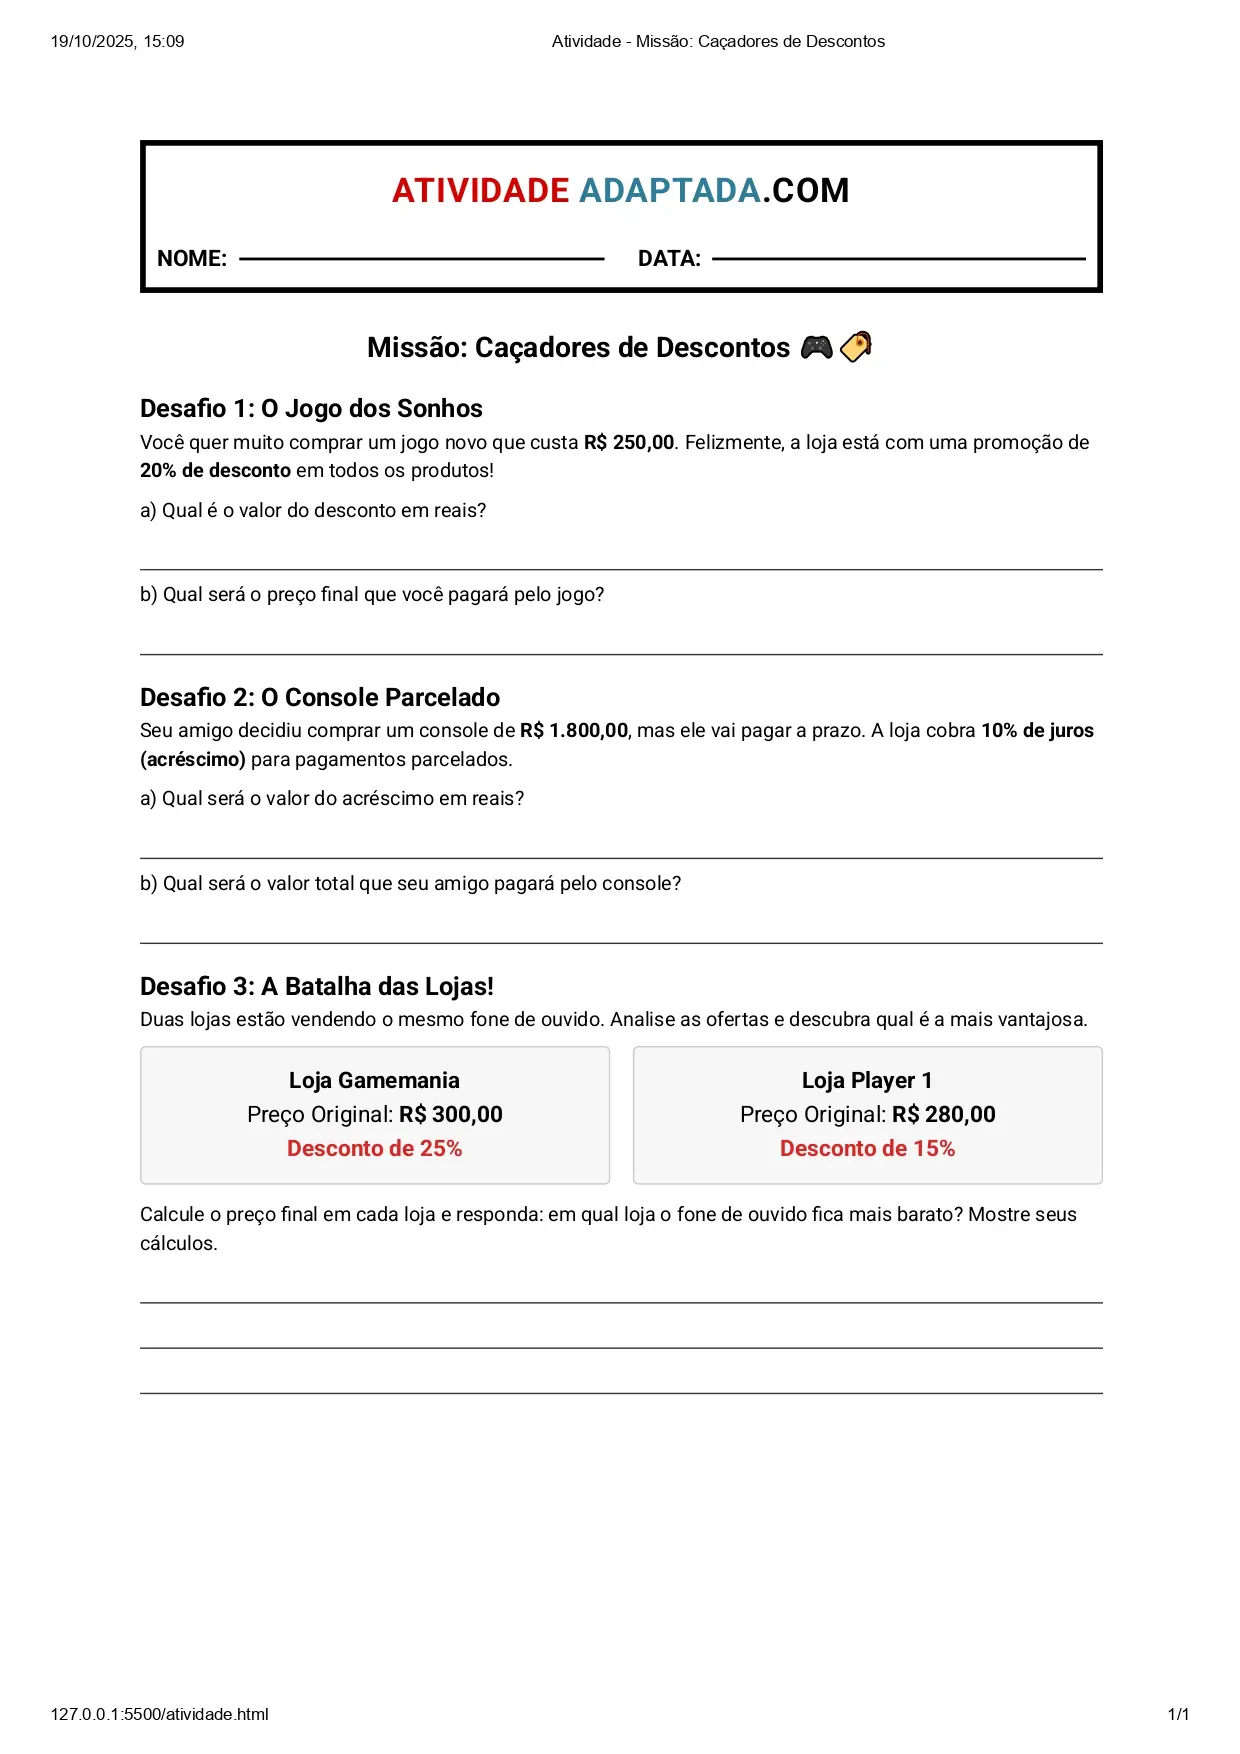 19/10/2025, 15:09 Atividade - Missão: Caçadores de Descontos
ATIVIDADE ADAPTADA.COM
NOME: DATA:
Missão: Caçadores de Descontos
Desafio 1: O Jogo dos Sonhos
Você quer muito comprar um jogo novo que custa R$ 250,00. Felizmente, a loja está com uma promoção de
20% de desconto em todos os produtos!
a) Qual é o valor do desconto em reais?
b) Qual será o preço final que você pagará pelo jogo?
Desafio 2: O Console Parcelado
Seu amigo decidiu comprar um console de R$ 1.800,00, mas ele vai pagar a prazo. A loja cobra 10% de juros
(acréscimo) para pagamentos parcelados.
a) Qual será o valor do acréscimo em reais?
b) Qual será o valor total que seu amigo pagará pelo console?
Desafio 3: A Batalha das Lojas!
Duas lojas estão vendendo o mesmo fone de ouvido. Analise as ofertas e descubra qual é a mais vantajosa.
Loja Gamemania
Preço Original: R$ 300,00
Desconto de 25%
Loja Player 1
Preço Original: R$ 280,00
Desconto de 15%
Calcule o preço final em cada loja e responda: em qual loja o fone de ouvido fica mais barato? Mostre seus
cálculos.
127.0.0.1:5500/atividade.html 1/1